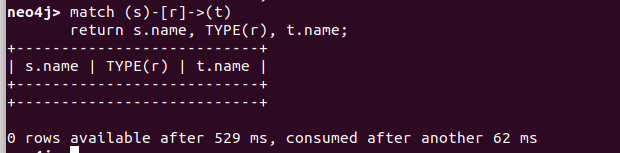 neo4j> match (s)-[r]->(t)
return s.name, TYPE(r), t.name;
+--------------------------+
| s.name | TYPE(r) | t.name |
+--------------------------+
+--------------------------+
0 rows available after 529 ms, consumed after another 62 ms